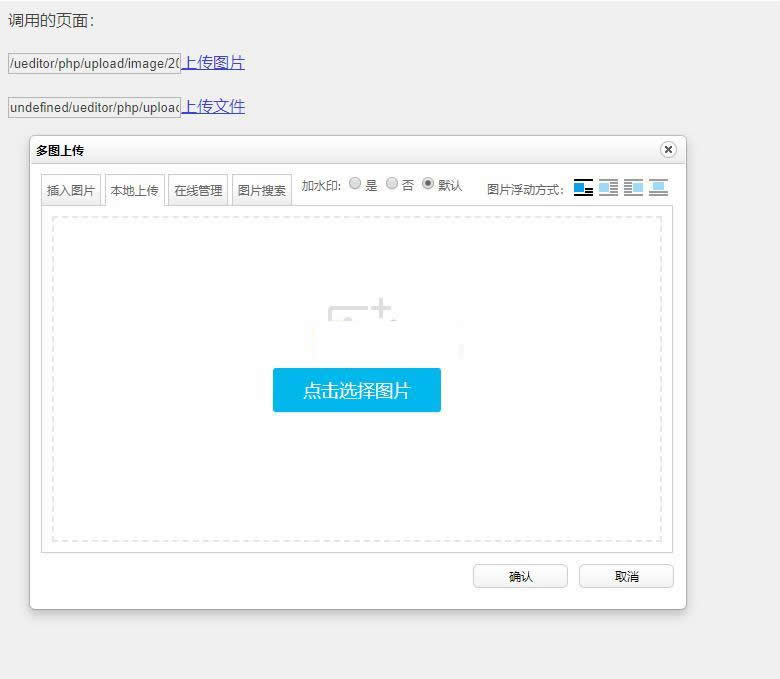 调用的页面：
/ueditor/php/upload/image/20 上传图片
undefined/ueditor/php/upload 上传文件
多图上传
插入图片 本地上传 在线管理 图片搜索 加水印: 是 否 默认 图片浮动方式:
点击选择图片
确认 取消